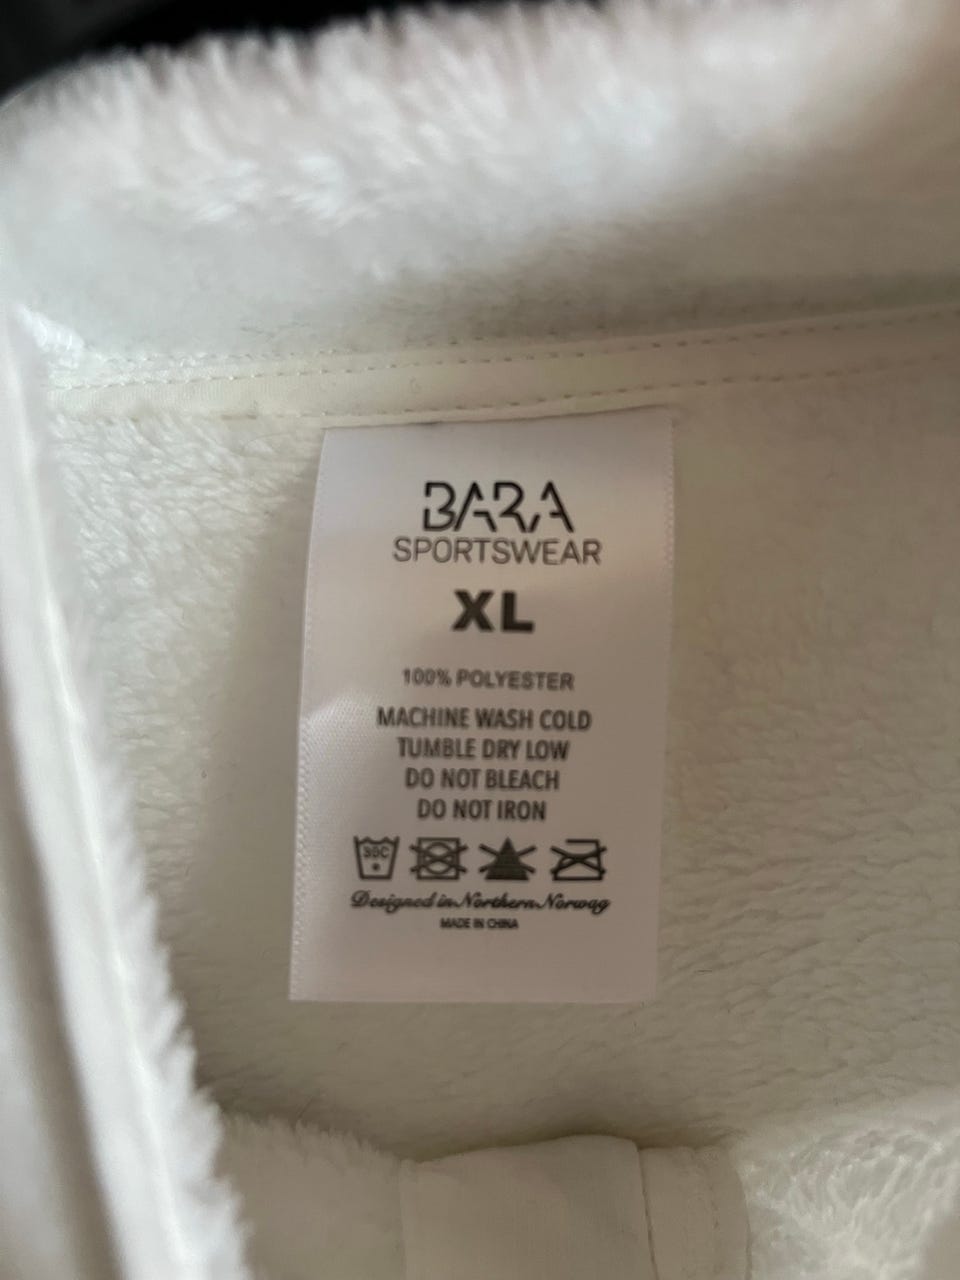 BARA
SPORTSWEAR
XL
100% POLYESTER
MACHINE WASH COLD
TUMBLE DRY LOW
DO NOT BLEACH
DO NOT IRON
30C
Designed in Northern Norway
MADE IN CHINA